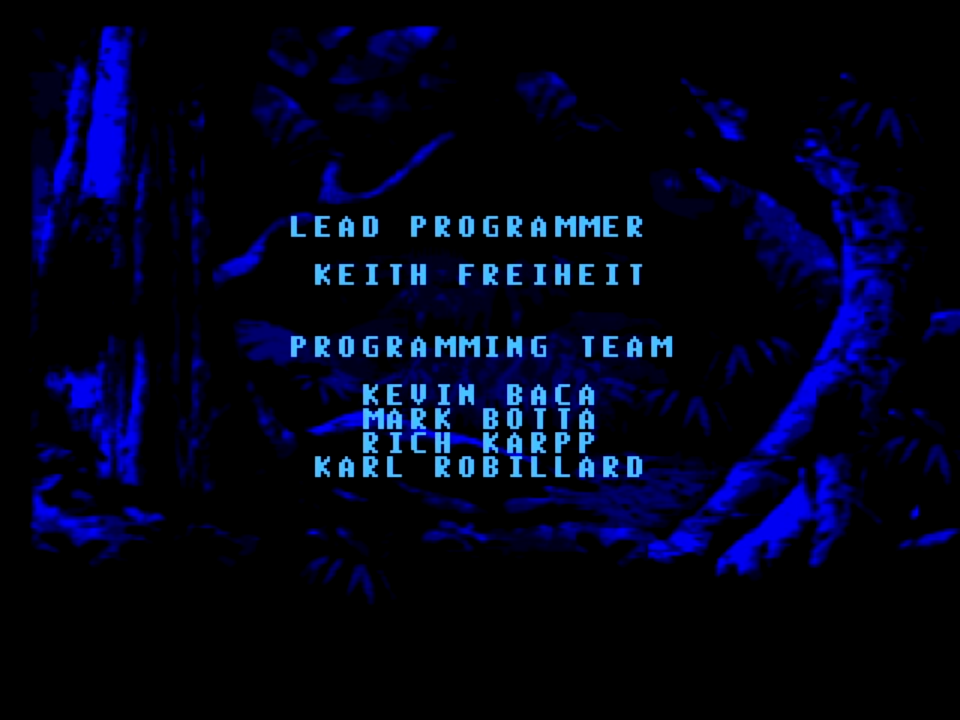 LEAD PROGRAMMER
KEITH FREIHEIT
PROGRAMMING TEAM
KEVIN BACA
MARK BOTTA
RICH KARPP
KARL ROBILLARD